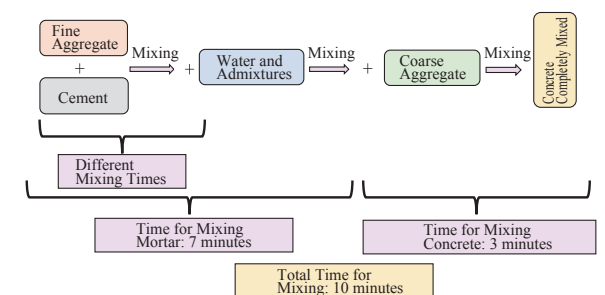 Fine
Aggregate
+
Cement
Mixing
+
Water and
Admixtures
Mixing
+
Coarse
Aggregate
Mixing
Concrete
Completely Mixed
Different
Mixing Times
Time for Mixing
Mortar: 7 minutes
Time for Mixing
Concrete: 3 minutes
Total Time for
Mixing: 10 minutes